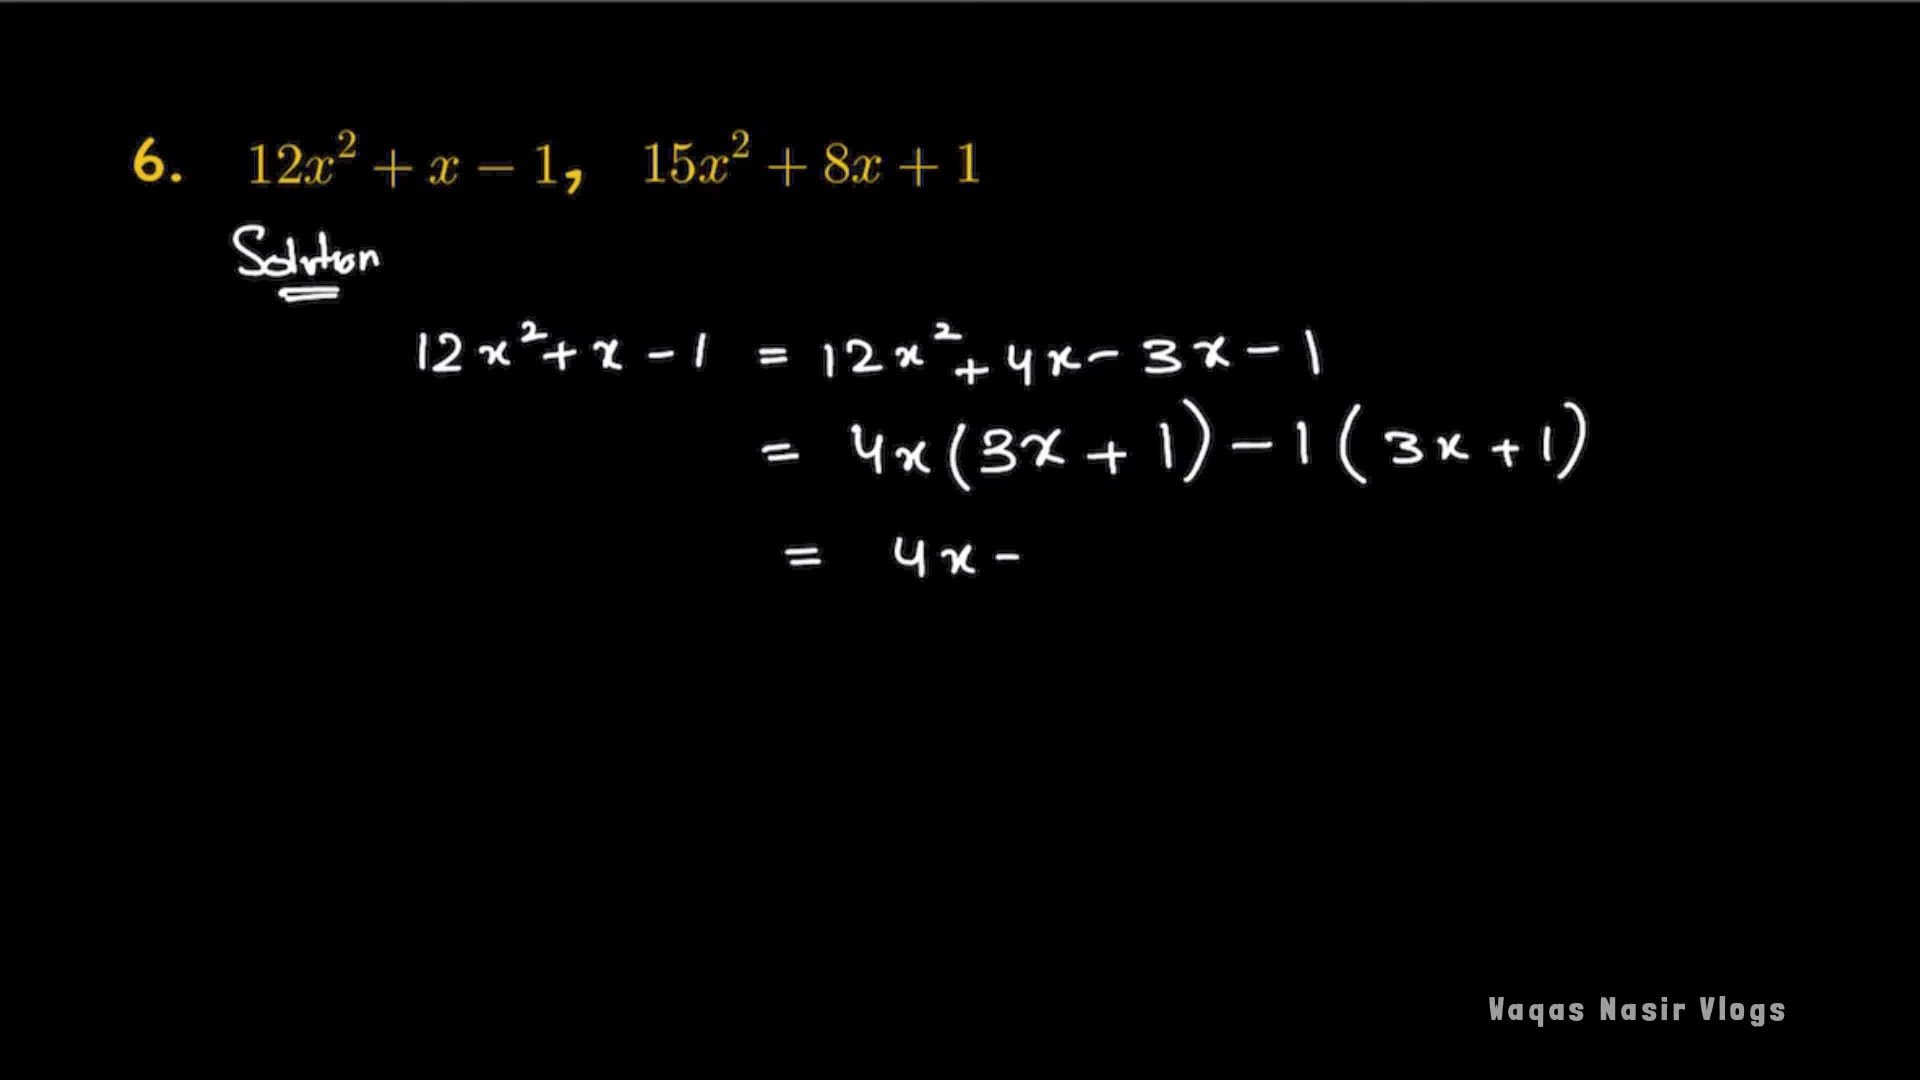 6. 12x² + x − 1, 15x² + 8x + 1
Solution
12x² + x − 1 = 12x² + 4x − 3x − 1
= 4x(3x + 1) − 1(3x + 1)
= 4x −
Waqas Nasir Vlogs